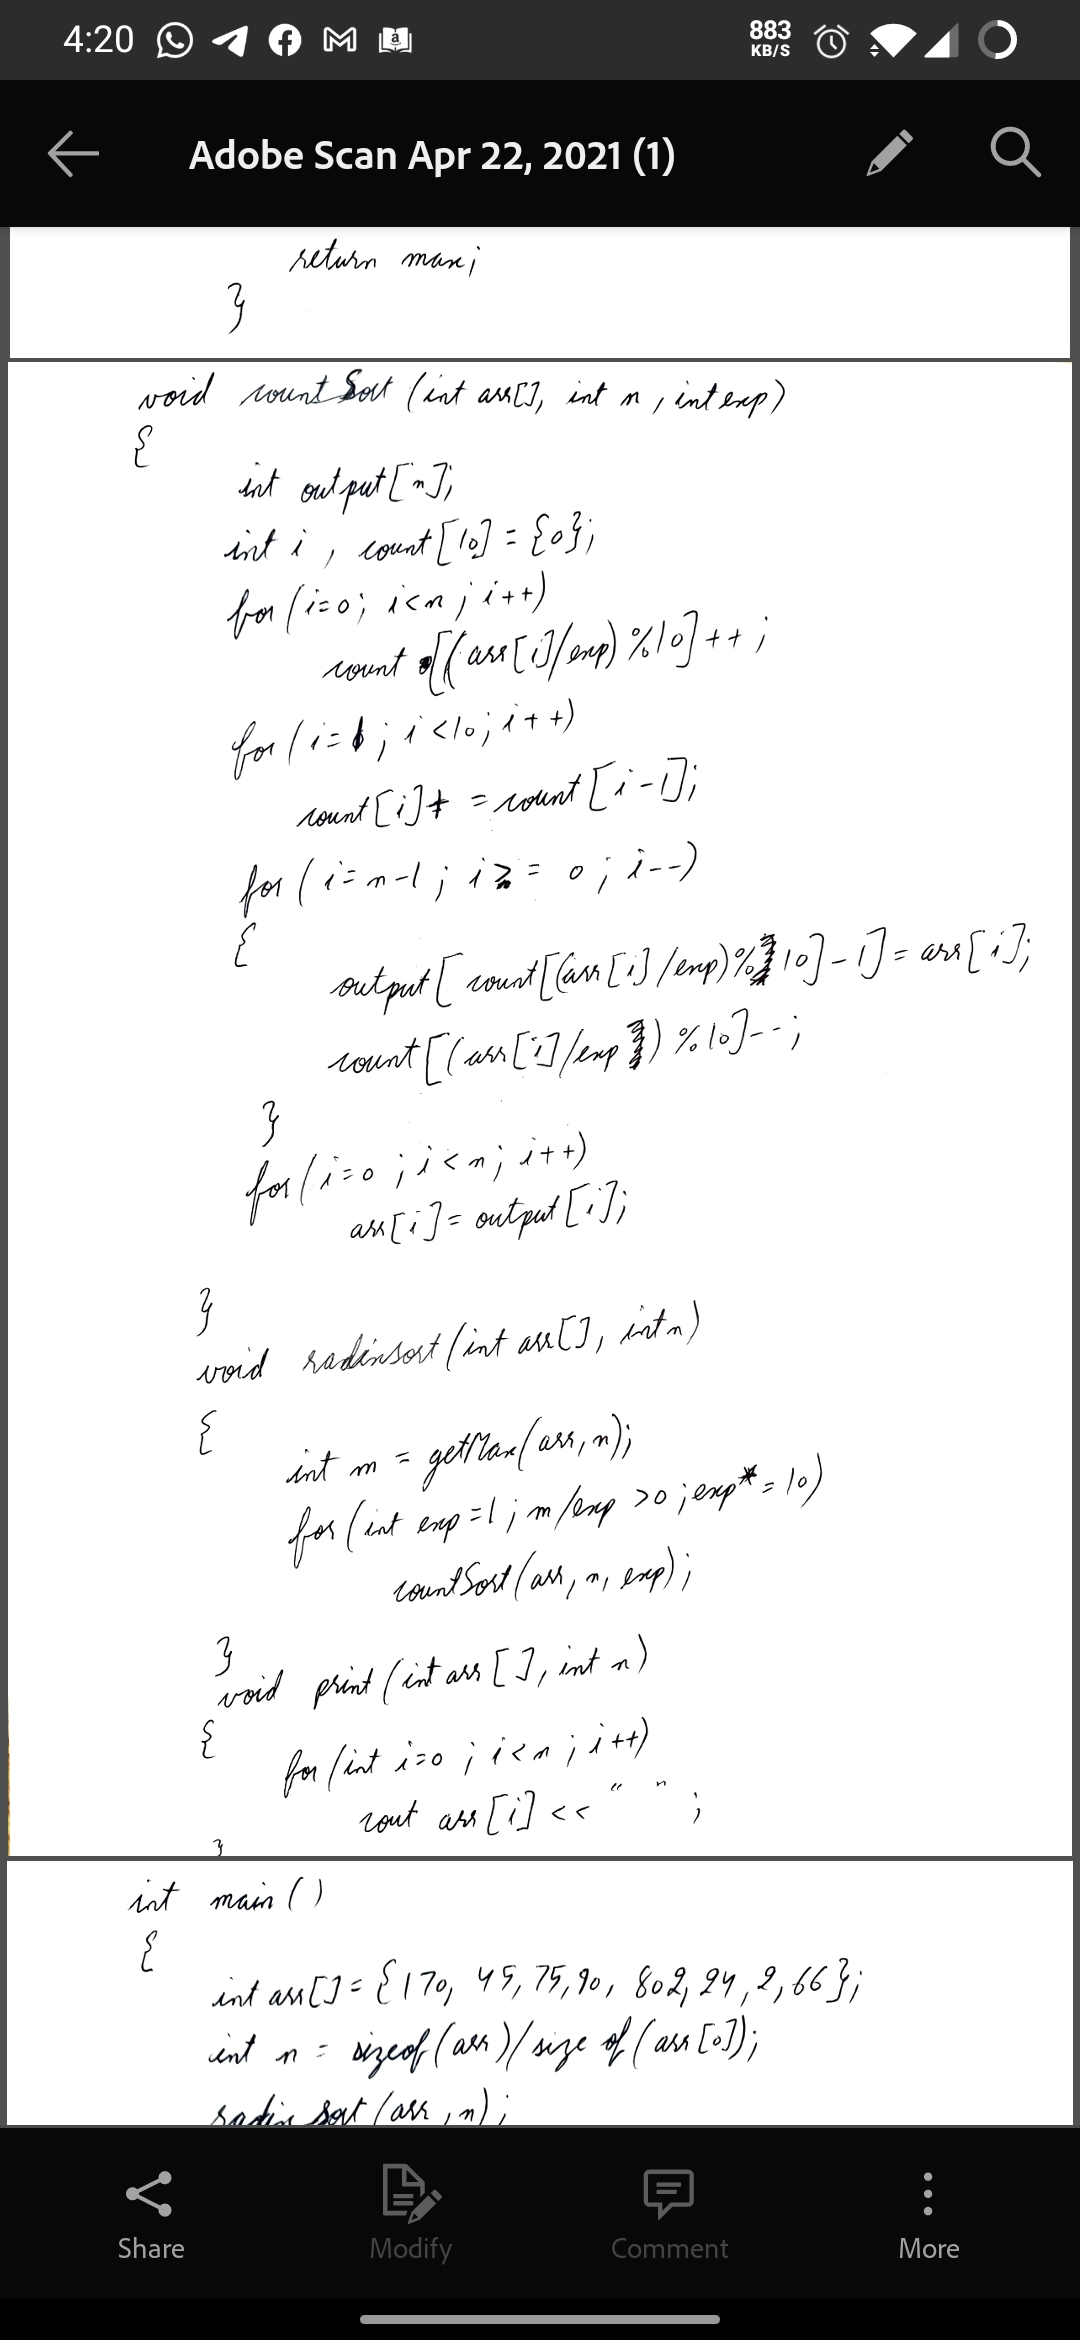 4:20
883
KB/S
Adobe Scan Apr 22, 2021 (1)
return max;
}
void countSort (int arr[], int n, int exp)
{
int output[n];
int i, count[10] = {0};
for (i=0; i<n; i++)
count [(arr[i]/exp) %10]++;
for (i=1; i<10; i++)
count[i]+ = count[i-1];
for (i=n-1; i>= 0; i--)
{
output[count[(arr[i]/exp)%10]-1]=arr[i];
count[(arr[i]/exp)%10]--;
}
for (i=0; i<n; i++)
arr[i]=output[i];
}
void radixsort (int arr[], int n)
{
int m = getMax(arr, n);
for (int exp=1; m/exp >0; exp*=10)
countSort (arr, n, exp);
}
void print (int arr[], int n)
{
for (int i=0; i<n; i++)
cout arr[i] << " ";
}
int main()
{
int arr[] = {170, 45, 75, 90, 802, 24, 2, 66};
int n = sizeof(arr)/size of (arr[0]);
radix sort (arr, n);
Share
Modify
Comment
More